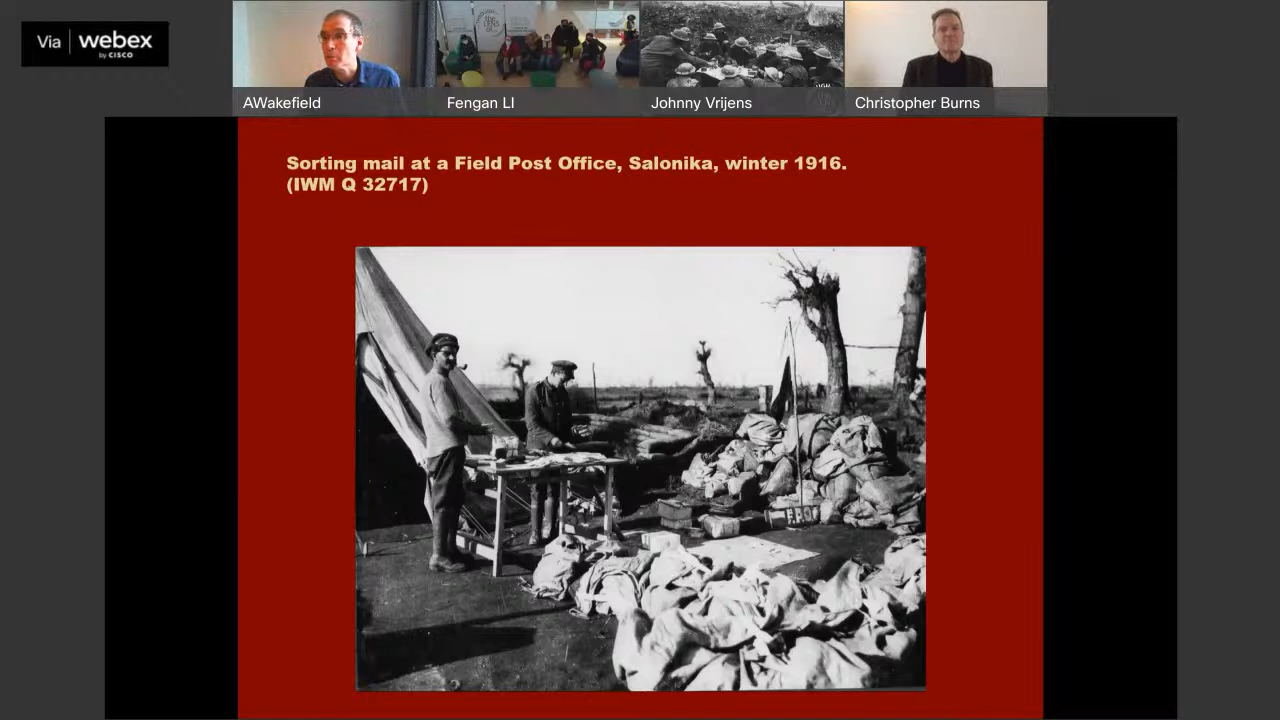 Via webex
by CISCO
AWakefield
Fengan LI
Johnny Vrijens
Christopher Burns
Sorting mail at a Field Post Office, Salonika, winter 1916.
(IWM Q 32717)
F.P.O.